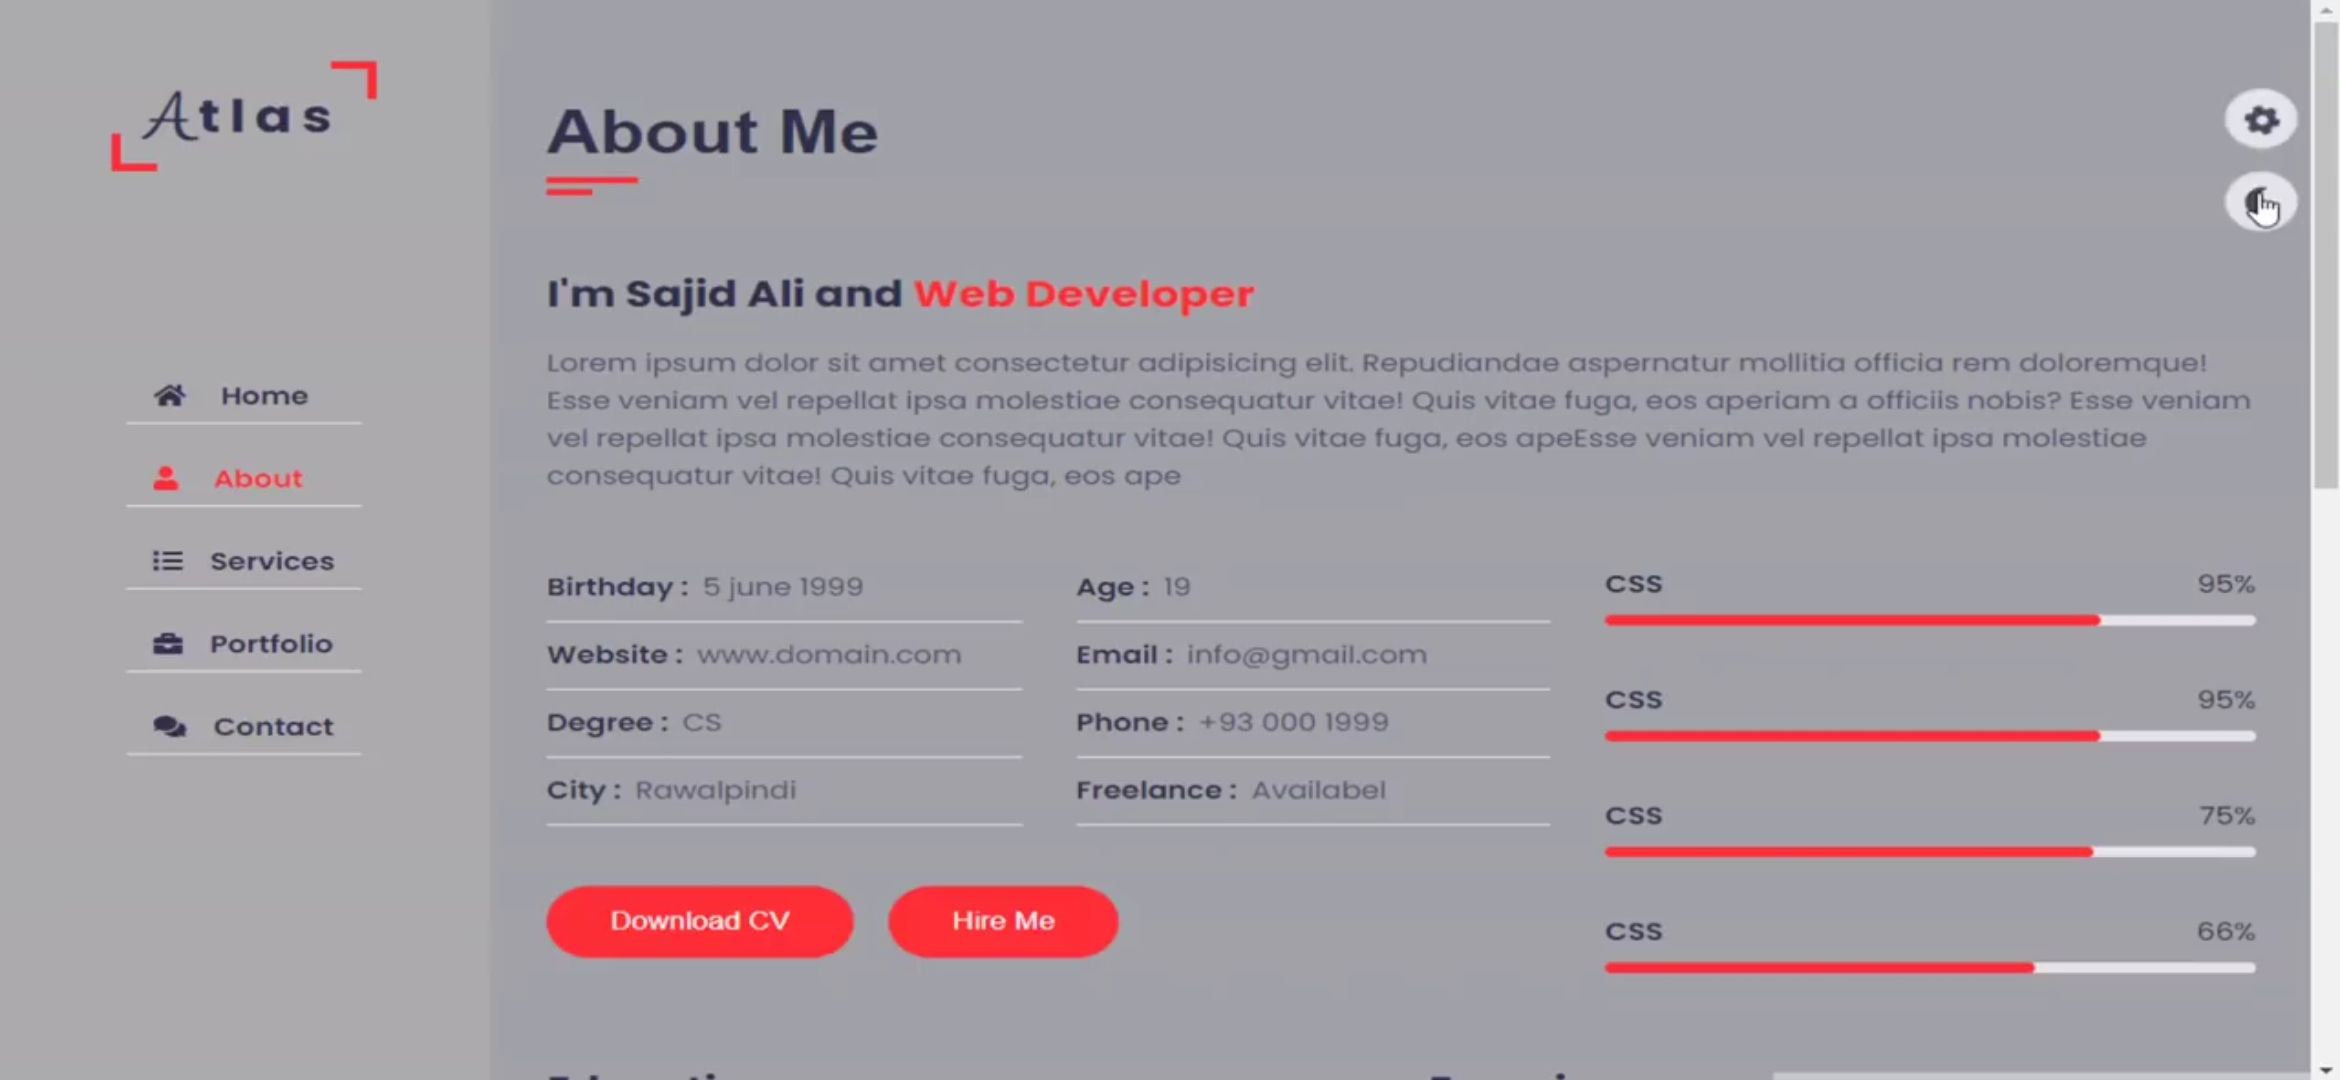 Atlas
Home
About
Services
Portfolio
Contact
About Me
I'm Sajid Ali and Web Developer
Lorem ipsum dolor sit amet consectetur adipisicing elit. Repudiandae aspernatur mollitia officia rem doloremque!
Esse veniam vel repellat ipsa molestiae consequatur vitae! Quis vitae fuga, eos aperiam a officiis nobis? Esse veniam
vel repellat ipsa molestiae consequatur vitae! Quis vitae fuga, eos apeEsse veniam vel repellat ipsa molestiae
consequatur vitae! Quis vitae fuga, eos ape
Birthday : 5 june 1999
Age : 19
Website : www.domain.com
Email : info@gmail.com
Degree : CS
Phone : +93 000 1999
City : Rawalpindi
Freelance : Availabel
Download CV
Hire Me
CSS 95%
CSS 95%
CSS 75%
CSS 66%